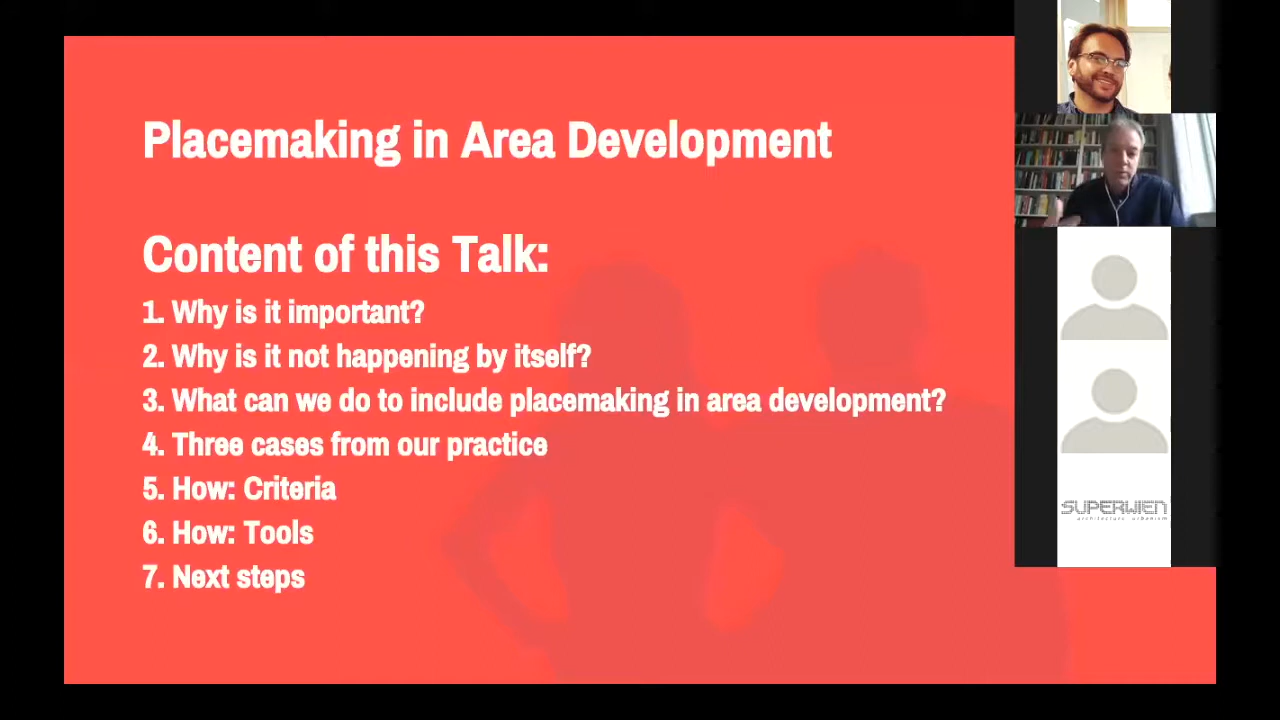 Placemaking in Area Development
Content of this Talk:
1. Why is it important?
2. Why is it not happening by itself?
3. What can we do to include placemaking in area development?
4. Three cases from our practice
5. How: Criteria
6. How: Tools
7. Next steps
SUPERWIEN
architecture urbanism